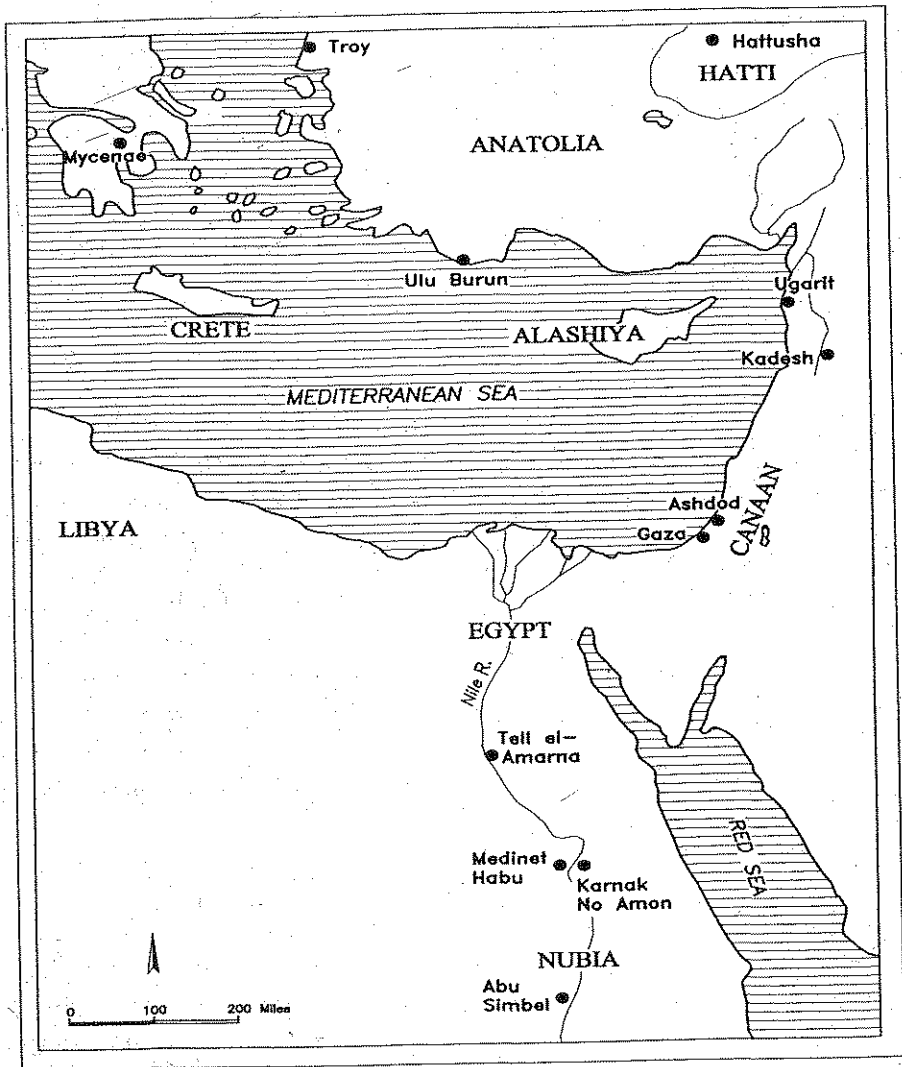 Troy
Hattusha
HATTI
ANATOLIA
Mycenae
Ulu Burun
Ugarit
CRETE
ALASHIYA
Kadesh
MEDITERRANEAN SEA
Ashdod
CANAAN
LIBYA
Gaza
EGYPT
Nile R.
Tell el-
Amarna
RED SEA
Medinet
Habu
Karnak
No Amon
NUBIA
Abu
Simbel
0 100 200 Miles